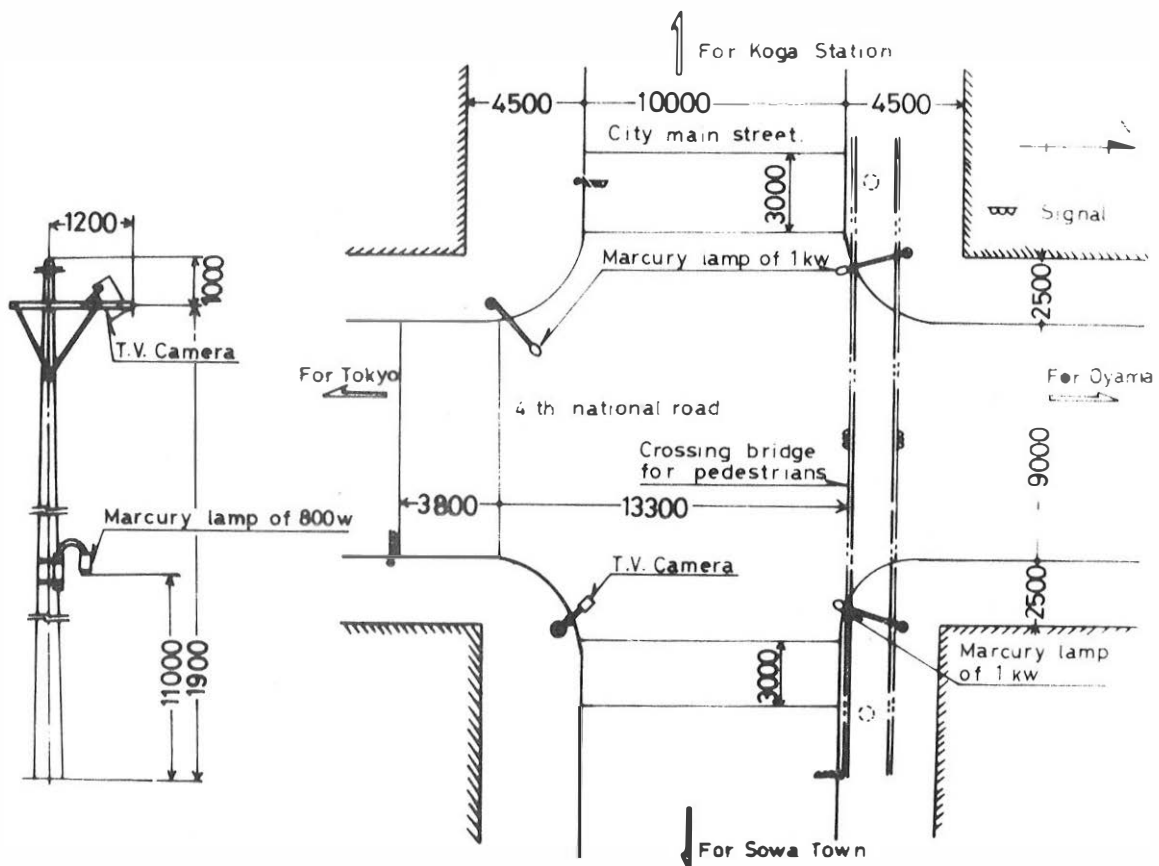 For Koga Station
4500
10000
4500
City main street.
3000
Signal
1200
1000
Marcury lamp of 1kw
2500
T.V. Camera
For Tokyo
For Oyama
4 th national road
Crossing bridge
for pedestrians
9000
3800
13300
Marcury lamp of 800w
T.V. Camera
2500
11000
1900
3000
Marcury lamp
of 1kw
For Sowa Town